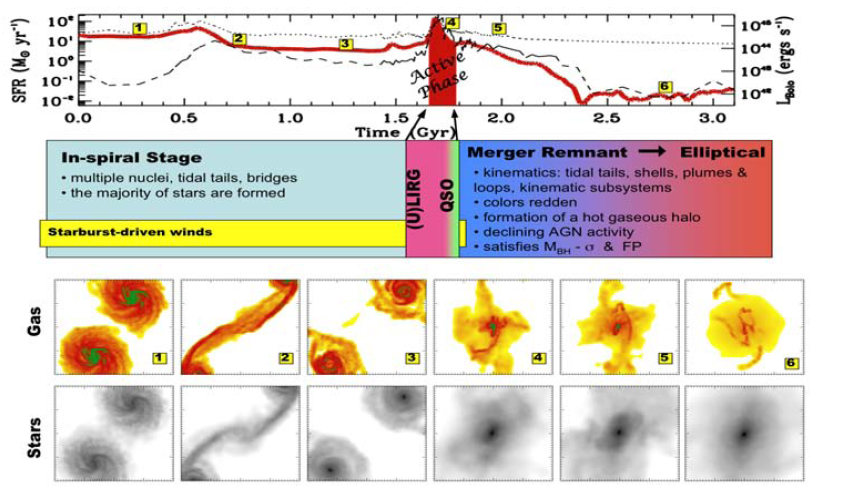 SFR (M⊙ yr⁻¹)
10²
10¹
10⁰
10⁻¹
10⁻²
1
2
3
4
5
6
Active
Phase
10⁴⁴
L_Bolo (ergs s⁻¹)
0.0 0.5 1.0 1.5 2.0 2.5 3.0
Time (Gyr)
In-spiral Stage
• multiple nuclei, tidal tails, bridges
• the majority of stars are formed
Starburst-driven winds
(U)LIRG
QSO
Merger Remnant → Elliptical
• kinematics: tidal tails, shells, plumes &
loops, kinematic subsystems
• colors redden
• formation of a hot gaseous halo
• declining AGN activity
• satisfies M_BH - σ & FP
Gas
1
2
3
4
5
6
Stars